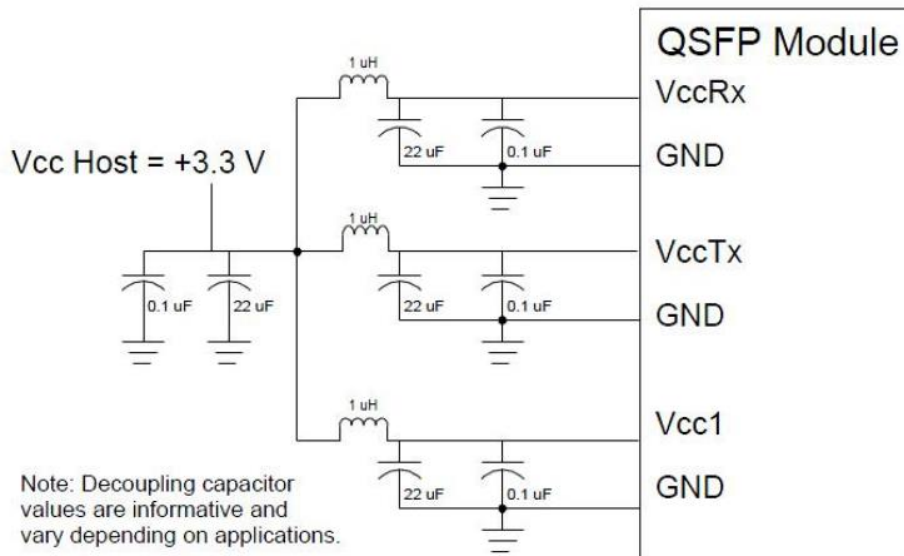 QSFP Module
1 uH
VccRx
22 uF
0.1 uF
GND
Vcc Host = +3.3 V
1 uH
VccTx
0.1 uF
22 uF
22 uF
0.1 uF
GND
1 uH
Vcc1
22 uF
0.1 uF
GND
Note: Decoupling capacitor
values are informative and
vary depending on applications.